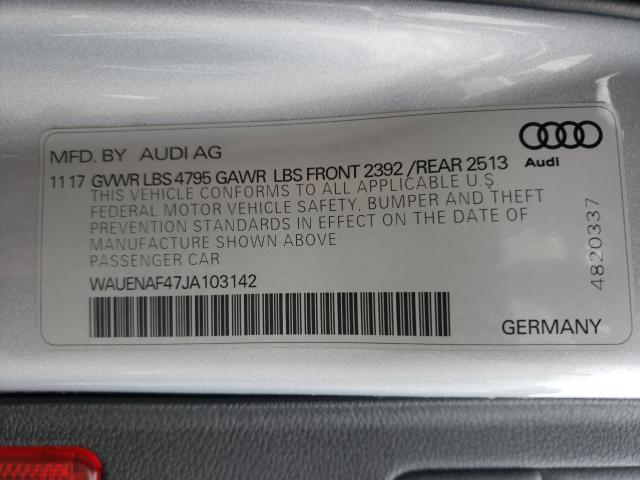 MFD. BY AUDI AG
Audi
11 17 GVWR LBS 4795 GAWR LBS FRONT 2392 /REAR 2513
THIS VEHICLE CONFORMS TO ALL APPLICABLE U.S.
FEDERAL MOTOR VEHICLE SAFETY, BUMPER AND THEFT
PREVENTION STANDARDS IN EFFECT ON THE DATE OF
MANUFACTURE SHOWN ABOVE
PASSENGER CAR
WAUENAF47JA103142
GERMANY
4820337